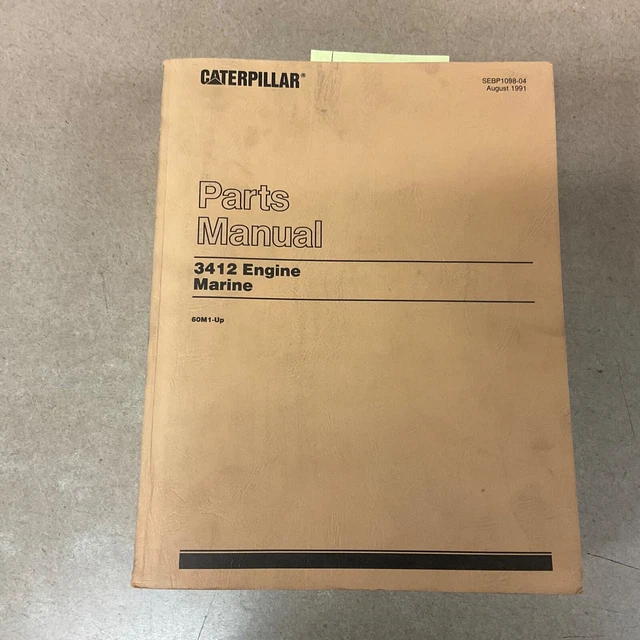 CATERPILLAR®
SEBP1098-04
August 1991
Parts
Manual
3412 Engine
Marine
60M1-Up